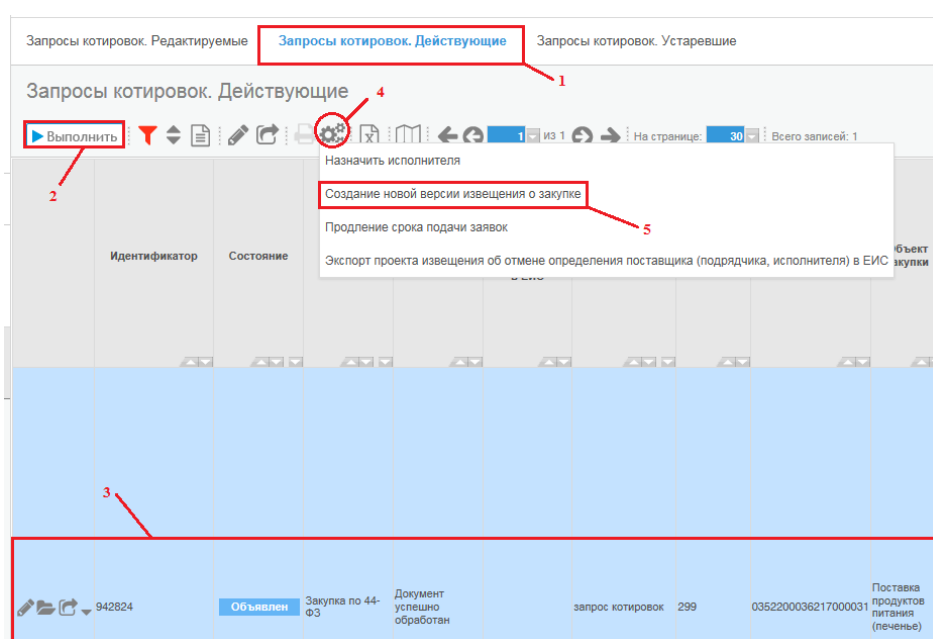 Запросы котировок. Редактируемые Запросы котировок. Действующие Запросы котировок. Устаревшие
1
Запросы котировок. Действующие
4
Выполнить 1 из 1 На странице: 30 Всего записей: 1
Назначить исполнителя
2
Создание новой версии извещения о закупке
Продление срока подачи заявок
5
Идентификатор Состояние
Экспорт проекта извещения об отмене определения поставщика (подрядчика, исполнителя) в ЕИС
3
942824 Объявлен Закупка по 44-
ФЗ
Документ
успешно
обработан
запрос котировок 299 0352200036217000031
Поставка
продуктов
питания
(печенье)